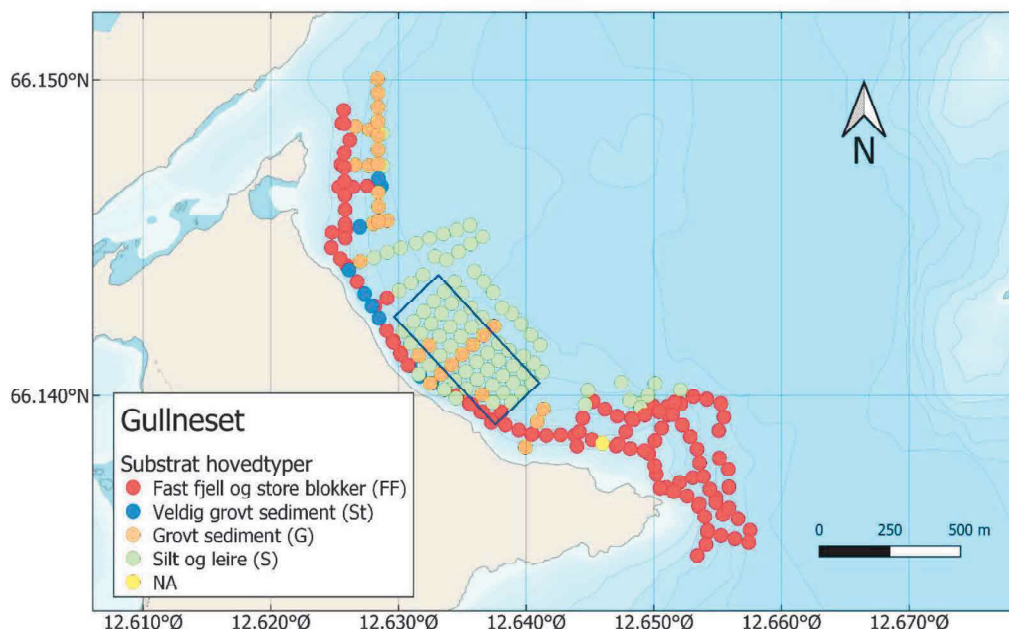 66.150°N
N
66.140°N
Gullneset
Substrat hovedtyper
Fast fjell og store blokker (FF)
Veldig grovt sediment (St)
Grovt sediment (G)
Silt og leire (S)
NA
0 250 500 m
12.610°Ø 12.620°Ø 12.630°Ø 12.640°Ø 12.650°Ø 12.660°Ø 12.670°Ø